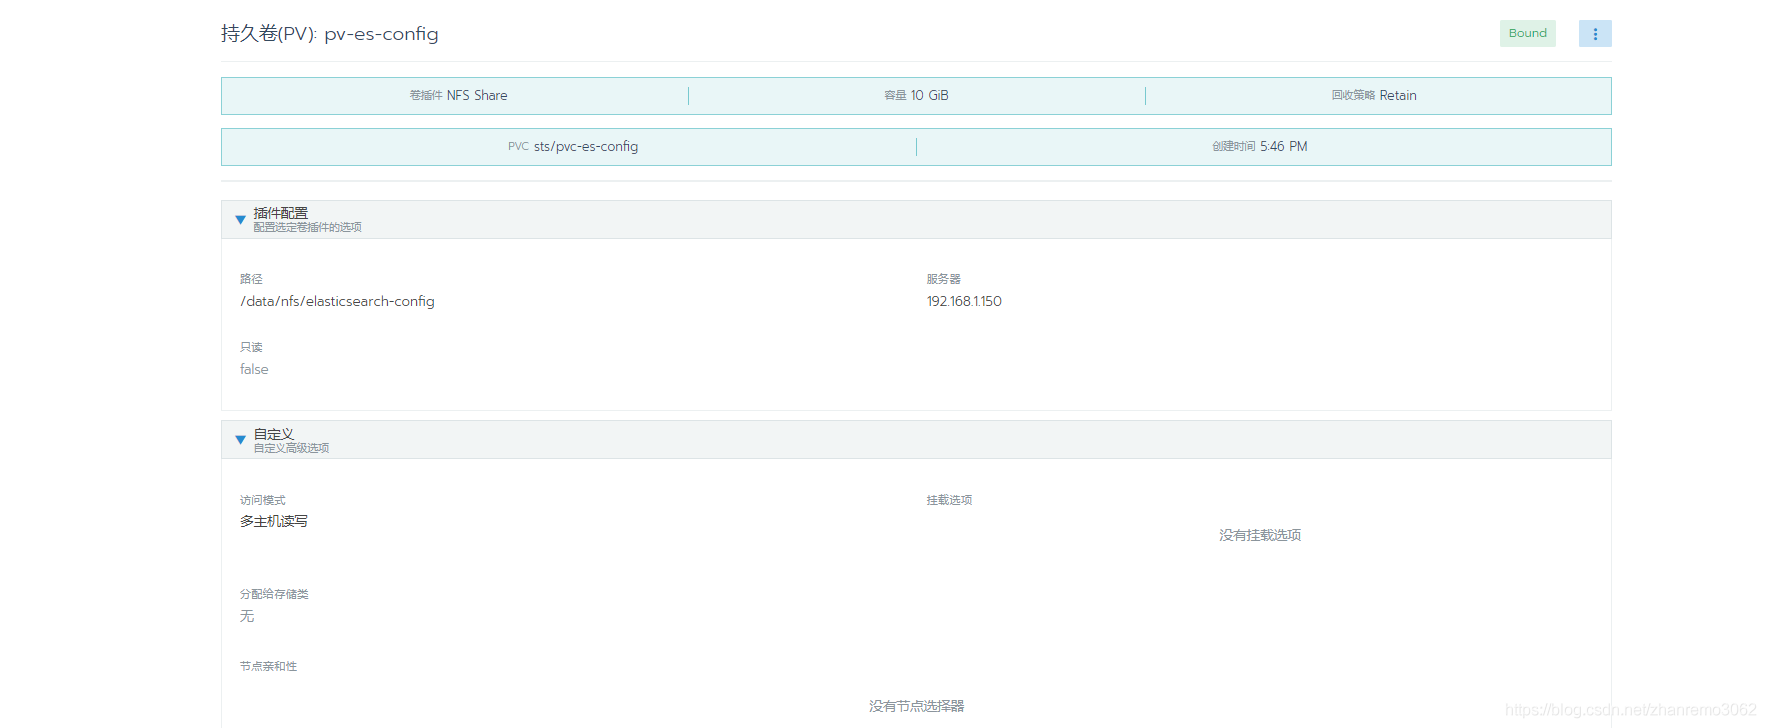 持久卷(PV): pv-es-config
Bound
卷插件 NFS Share
容量 10 GiB
回收策略 Retain
PVC sts/pvc-es-config
创建时间 5:46 PM
插件配置
配置选定卷插件的选项
路径
服务器
/data/nfs/elasticsearch-config
192.168.1.150
只读
false
自定义
自定义高级选项
访问模式
挂载选项
多主机读写
没有挂载选项
分配给存储类
无
节点亲和性
没有节点选择器
https://blog.csdn.net/zhanremo3062